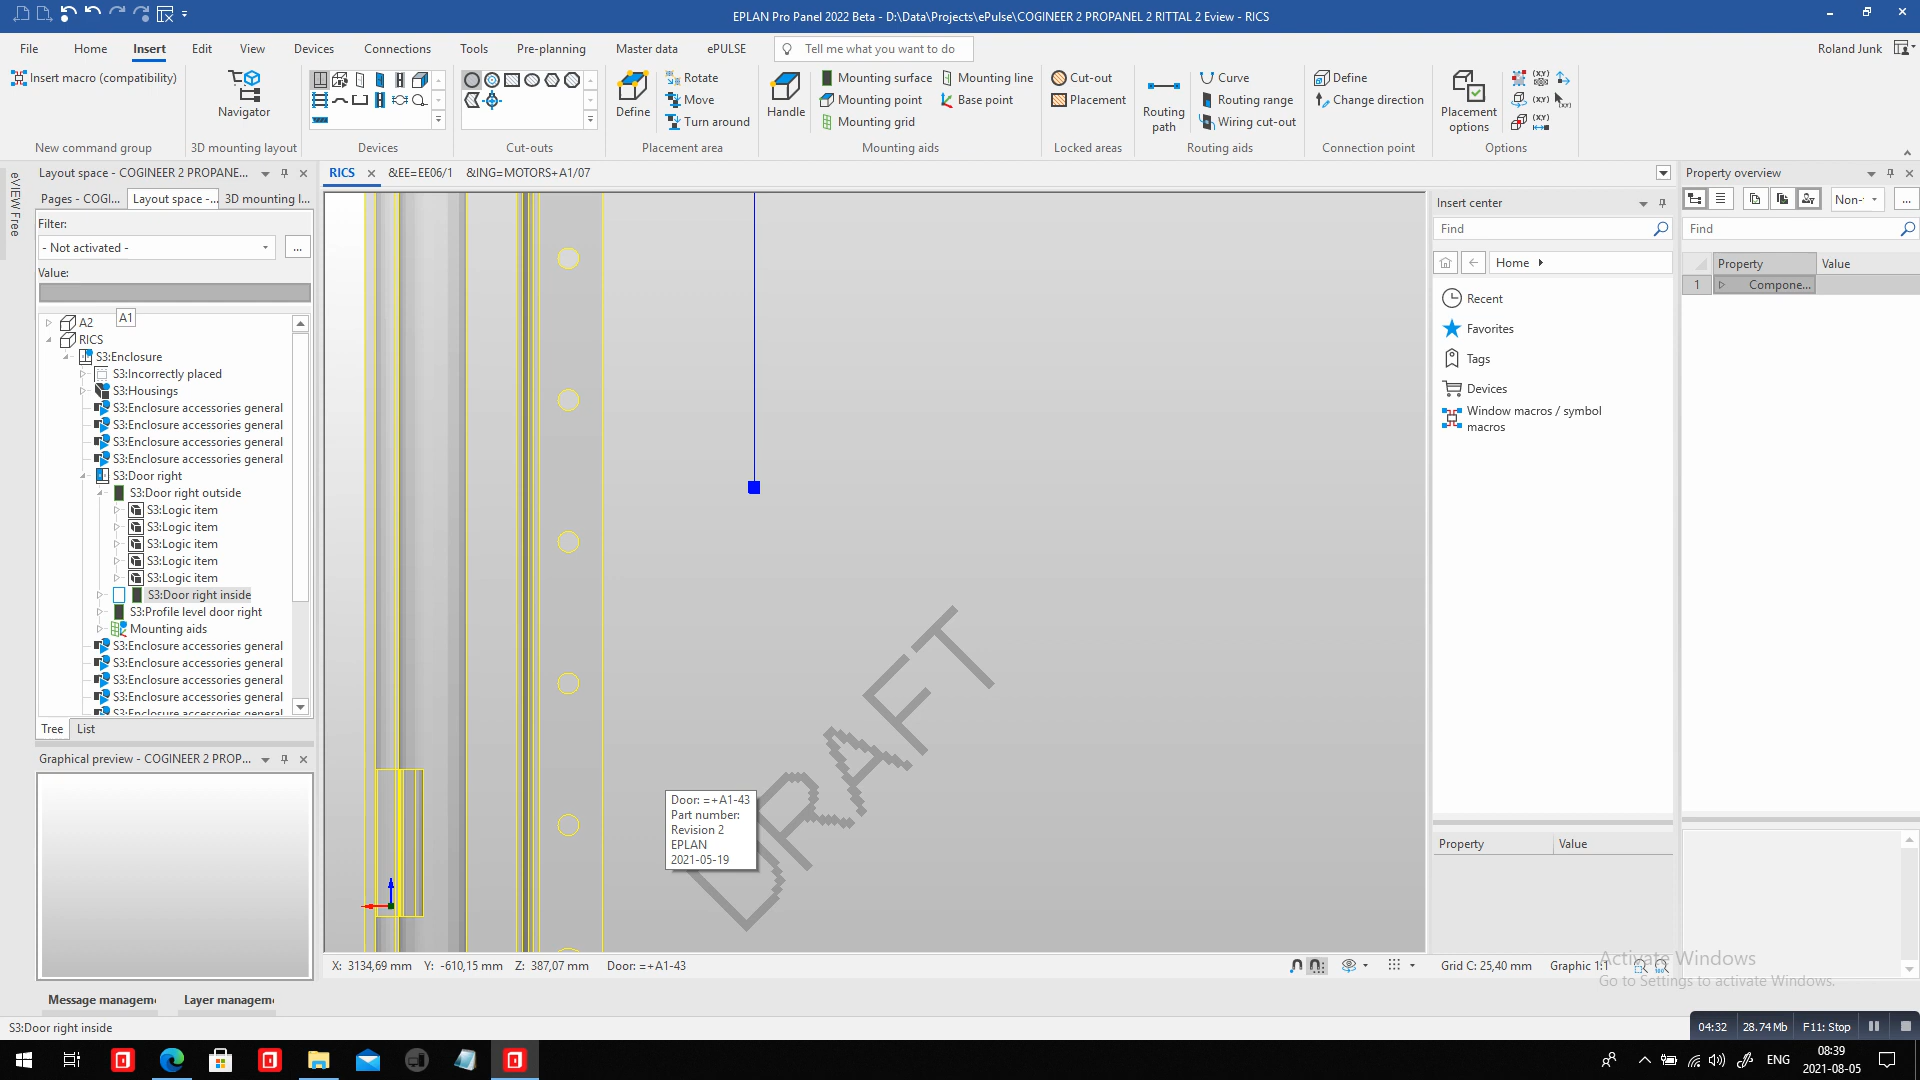 EPLAN Pro Panel 2022 Beta - D:\Data\Projects\ePulse\COGINEER 2 PROPANEL 2 RITTAL 2 Eview - RICS
File Home Insert Edit View Devices Connections Tools Pre-planning Master data ePULSE Tell me what you want to do Roland Junk
Insert macro (compatibility)
New command group
Navigator
3D mounting layout
Devices
Cut-outs
Define
Rotate
Move
Turn around
Placement area
Handle
Mounting surface
Mounting point
Mounting grid
Mounting line
Base point
Mounting aids
Cut-out
Placement
Locked areas
Routing path
Curve
Routing range
Wiring cut-out
Routing aids
Define
Change direction
Connection point
Placement options
Options
eVIEW Free
Layout space - COGINEER 2 PROPANE...
Pages - COGI... Layout space -... 3D mounting l...
Filter:
- Not activated -
...
Value:
A1
A2
RICS
S3:Enclosure
S3:Incorrectly placed
S3:Housings
S3:Enclosure accessories general
S3:Enclosure accessories general
S3:Enclosure accessories general
S3:Enclosure accessories general
S3:Door right
S3:Door right outside
S3:Logic item
S3:Logic item
S3:Logic item
S3:Logic item
S3:Logic item
S3:Door right inside
S3:Profile level door right
Mounting aids
S3:Enclosure accessories general
S3:Enclosure accessories general
S3:Enclosure accessories general
S3:Enclosure accessories general
S3:Enclosure accessories general
Tree List
Graphical preview - COGINEER 2 PROP...
Message managem Layer managem
RICS &EE=EE06/1 &ING=MOTORS+A1/07
DRAFT
Door: =+A1-43
Part number:
Revision 2
EPLAN
2021-05-19
X: 3134,69 mm Y: -610,15 mm Z: 387,07 mm Door: =+A1-43
Grid C: 25,40 mm Graphic 1:1
Insert center
Find
Home
Recent
Favorites
Tags
Devices
Window macros / symbol
macros
Property Value
Property overview
Non-
...
Find
Property Value
1 Compone...
Activate Windows
Go to Settings to activate Windows.
S3:Door right inside
04:32 28.74 Mb F11: Stop
ENG
08:39
2021-08-05